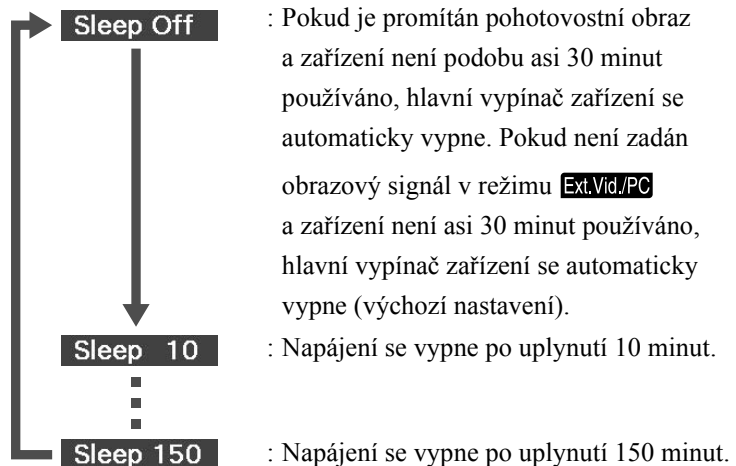 Sleep Off : Pokud je promítán pohotovostní obraz
a zařízení není podobu asi 30 minut
používáno, hlavní vypínač zařízení se
automaticky vypne. Pokud není zadán
obrazový signál v režimu Ext.Vid./PC
a zařízení není asi 30 minut používáno,
hlavní vypínač zařízení se automaticky
vypne (výchozí nastavení).
Sleep 10 : Napájení se vypne po uplynutí 10 minut.
Sleep 150 : Napájení se vypne po uplynutí 150 minut.